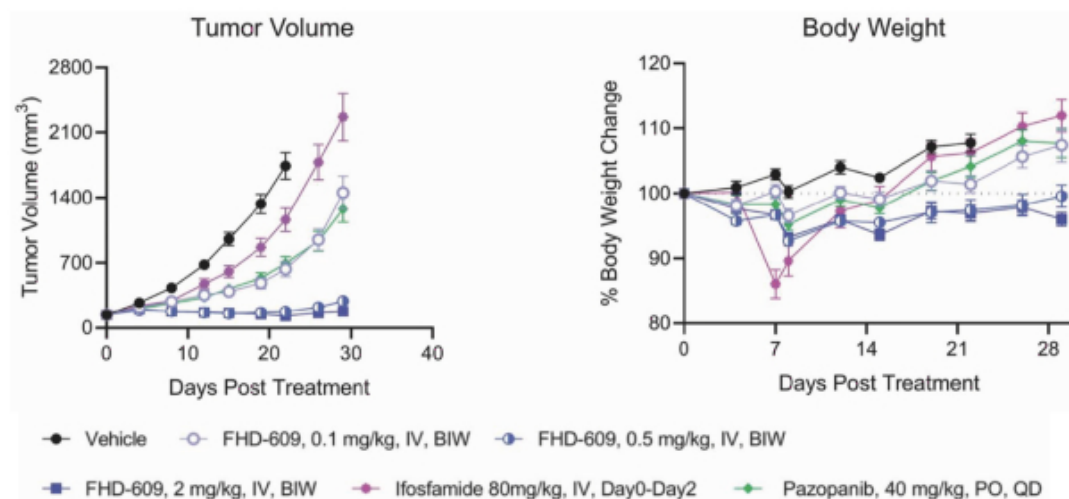 Tumor Volume
Body Weight
Tumor Volume (mm³)
2800
2100
1400
700
0
0 10 20 30 40
Days Post Treatment
% Body Weight Change
120
110
100
90
80
0 7 14 21 28
Days Post Treatment
Vehicle FHD-609, 0.1 mg/kg, IV, BIW FHD-609, 0.5 mg/kg, IV, BIW
FHD-609, 2 mg/kg, IV, BIW Ifosfamide 80mg/kg, IV, Day0-Day2 Pazopanib, 40 mg/kg, PO, QD